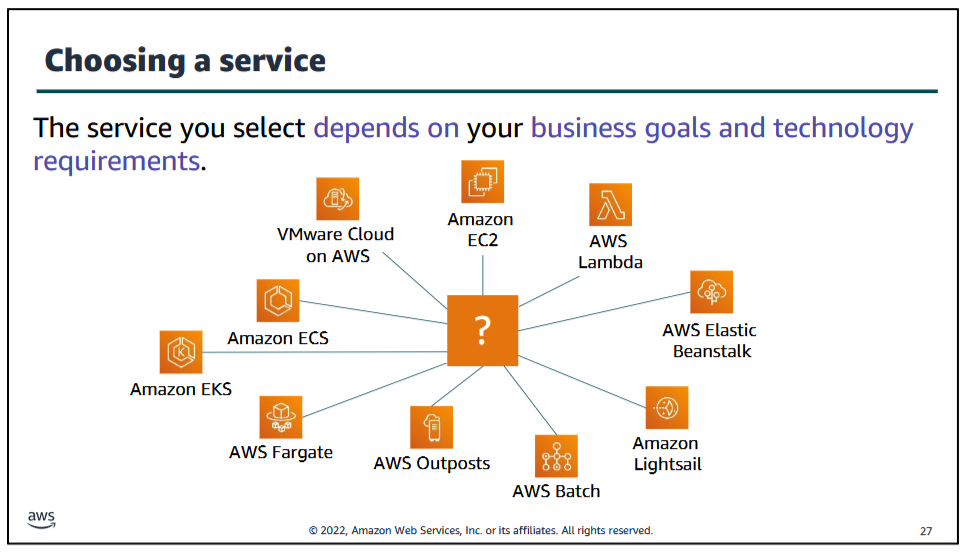 Choosing a service
The service you select depends on your business goals and technology
requirements.
VMware Cloud
on AWS
Amazon
EC2
AWS
Lambda
Amazon ECS
?
AWS Elastic
Beanstalk
Amazon EKS
K
AWS Fargate
AWS Outposts
AWS Batch
Amazon
Lightsail
aws
© 2022, Amazon Web Services, Inc. or its affiliates. All rights reserved.
27